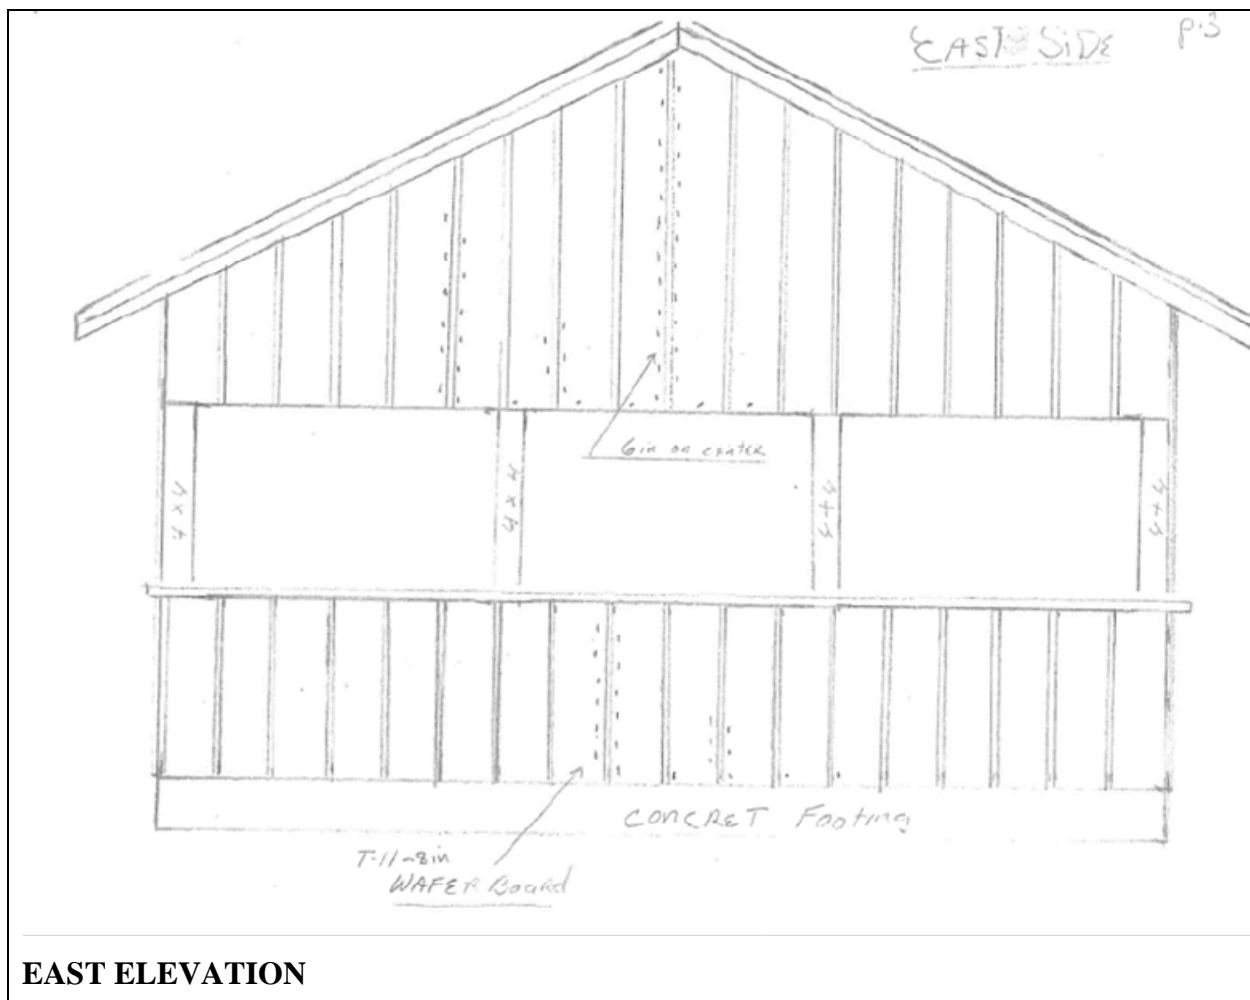 EAST SIDE
p.3
6in on center
4x4
4x4
4x4
4x4
CONCRET Footing
T-11-8in
WAFER Board
EAST ELEVATION